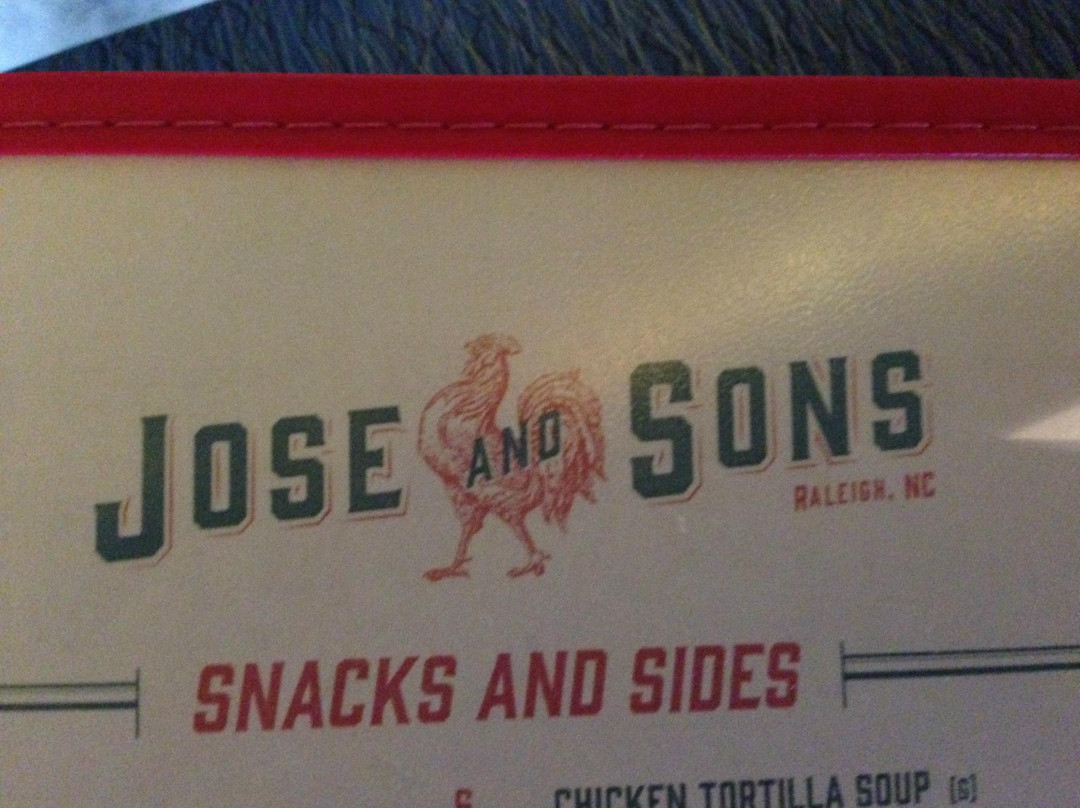 JOSE AND SONS
RALEIGH, NC
SNACKS AND SIDES
CHICKEN TORTILLA SOUP (G)